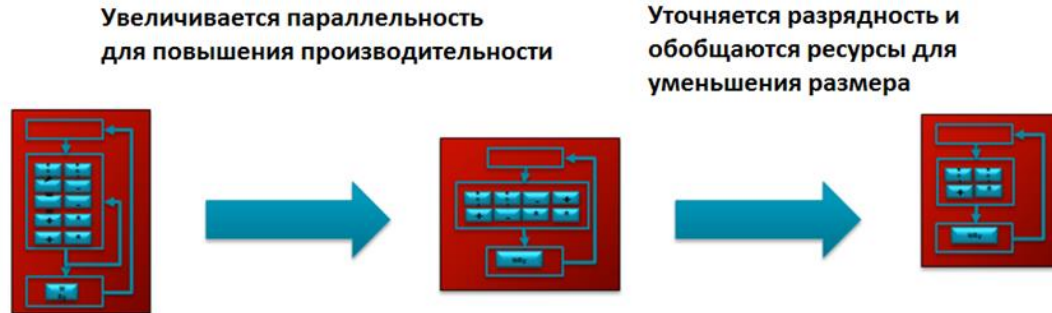 Увеличивается параллельность
для повышения производительности
Уточняется разрядность и
обобщаются ресурсы для
уменьшения размера